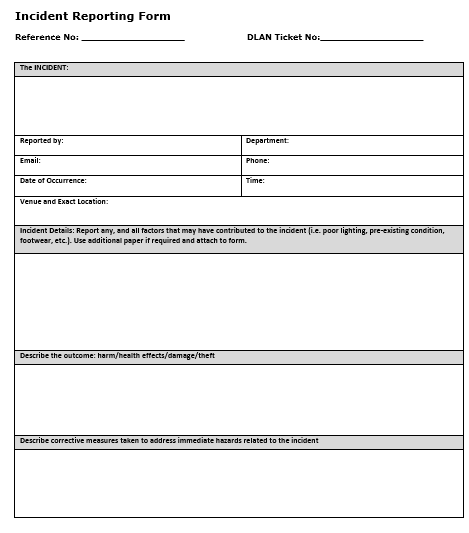 Incident Reporting Form
Reference No: ____________________ DLAN Ticket No:____________________
The INCIDENT:
Reported by: Department:
Email: Phone:
Date of Occurrence: Time:
Venue and Exact Location:
Incident Details: Report any, and all factors that may have contributed to the incident (i.e. poor lighting, pre-existing condition,
footwear, etc.). Use additional paper if required and attach to form.
Describe the outcome: harm/health effects/damage/theft
Describe corrective measures taken to address immediate hazards related to the incident